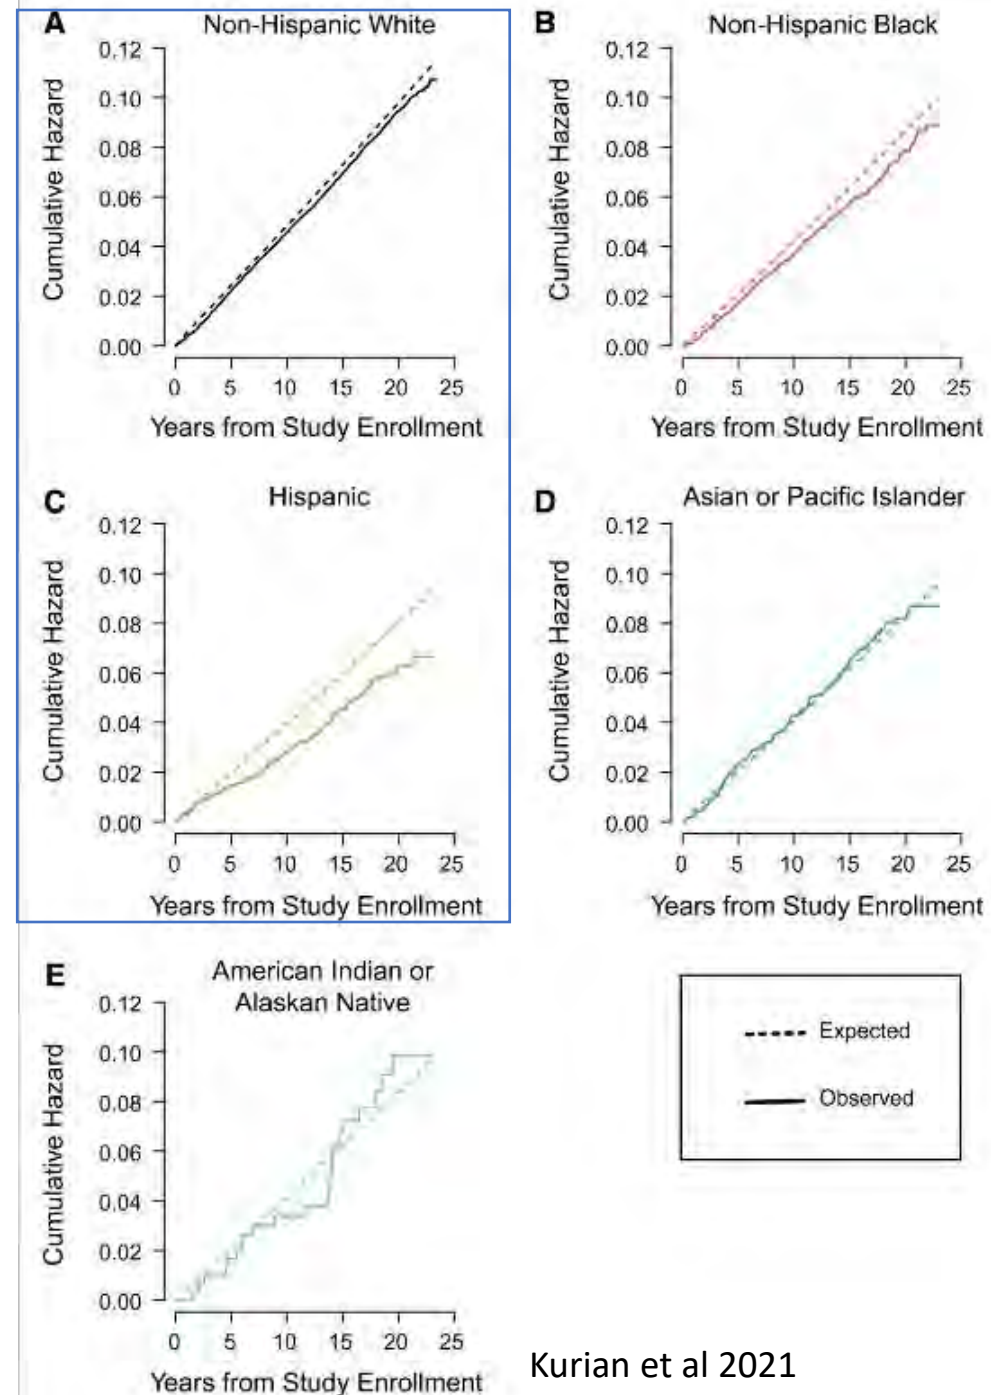 A
Non-Hispanic White
Cumulative Hazard
0.12
0.10
0.08
0.06
0.04
0.02
0.00
0 5 10 15 20 25
Years from Study Enrollment
B
Non-Hispanic Black
Cumulative Hazard
0.12
0.10
0.08
0.06
0.04
0.02
0.00
0 5 10 15 20 25
Years from Study Enrollment
C
Hispanic
Cumulative Hazard
0.12
0.10
0.08
0.06
0.04
0.02
0.00
0 5 10 15 20 25
Years from Study Enrollment
D
Asian or Pacific Islander
Cumulative Hazard
0.12
0.10
0.08
0.06
0.04
0.02
0.00
0 5 10 15 20 25
Years from Study Enrollment
E
American Indian or
Alaskan Native
Cumulative Hazard
0.12
0.10
0.08
0.06
0.04
0.02
0.00
0 5 10 15 20 25
Years from Study Enrollment
Expected
Observed
Kurian et al 2021